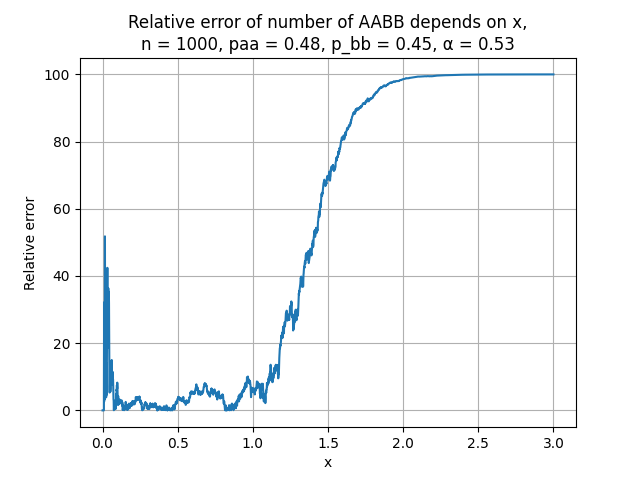 Relative error of number of AABB depends on x,
n = 1000, paa = 0.48, p_bb = 0.45, α = 0.53
Relative error
100
80
60
40
20
0
0.0 0.5 1.0 1.5 2.0 2.5 3.0
x